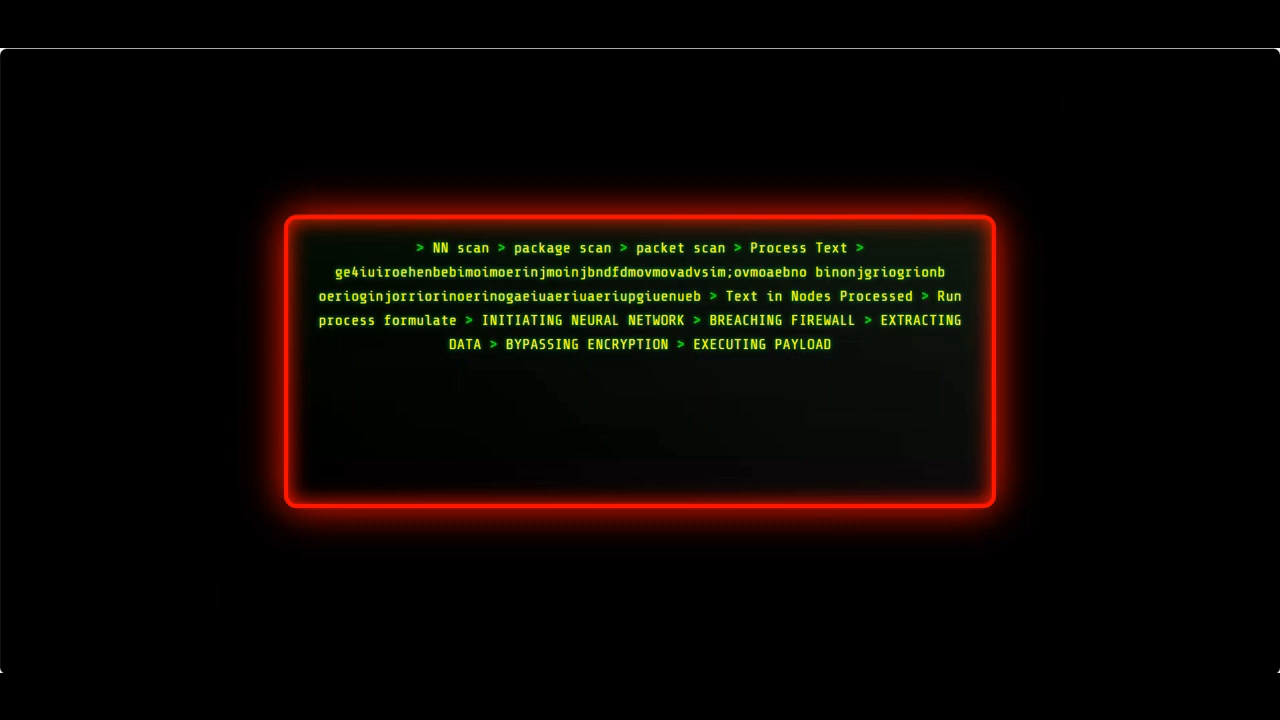 > NN scan > package scan > packet scan > Process Text >
ge4iuiroehenbebimoimoerinjmoinjbndfdmovmovadvsim;ovmoaebno binonjgriogrionb
oerioginjorriorinoerinogaeiuaeriuaeriupgiuenueb > Text in Nodes Processed > Run
process formulate > INITIATING NEURAL NETWORK > BREACHING FIREWALL > EXTRACTING
DATA > BYPASSING ENCRYPTION > EXECUTING PAYLOAD